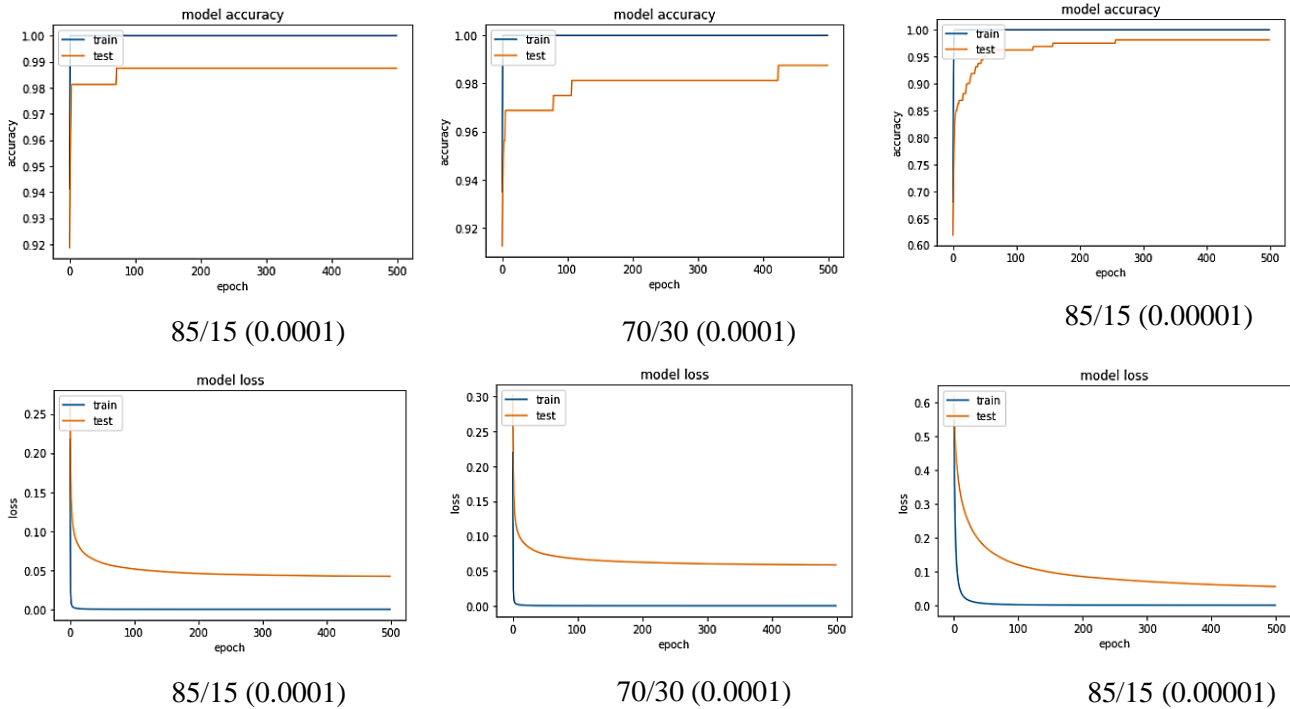 model accuracy
train
test
1.00
0.99
0.98
0.97
0.96
0.95
0.94
0.93
0.92
accuracy
0
100
200
300
400
500
epoch
85/15 (0.0001)
model accuracy
train
test
1.00
0.98
0.96
0.94
0.92
accuracy
0
100
200
300
400
500
epoch
70/30 (0.0001)
model accuracy
train
test
1.00
0.95
0.90
0.85
0.80
0.75
0.70
0.65
0.60
accuracy
0
100
200
300
400
500
epoch
85/15 (0.00001)
model loss
train
test
0.25
0.20
0.15
0.10
0.05
0.00
loss
0
100
200
300
400
500
epoch
85/15 (0.0001)
model loss
train
test
0.30
0.25
0.20
0.15
0.10
0.05
0.00
loss
0
100
200
300
400
500
epoch
70/30 (0.0001)
model loss
train
test
0.6
0.5
0.4
0.3
0.2
0.1
0.0
loss
0
100
200
300
400
500
epoch
85/15 (0.00001)